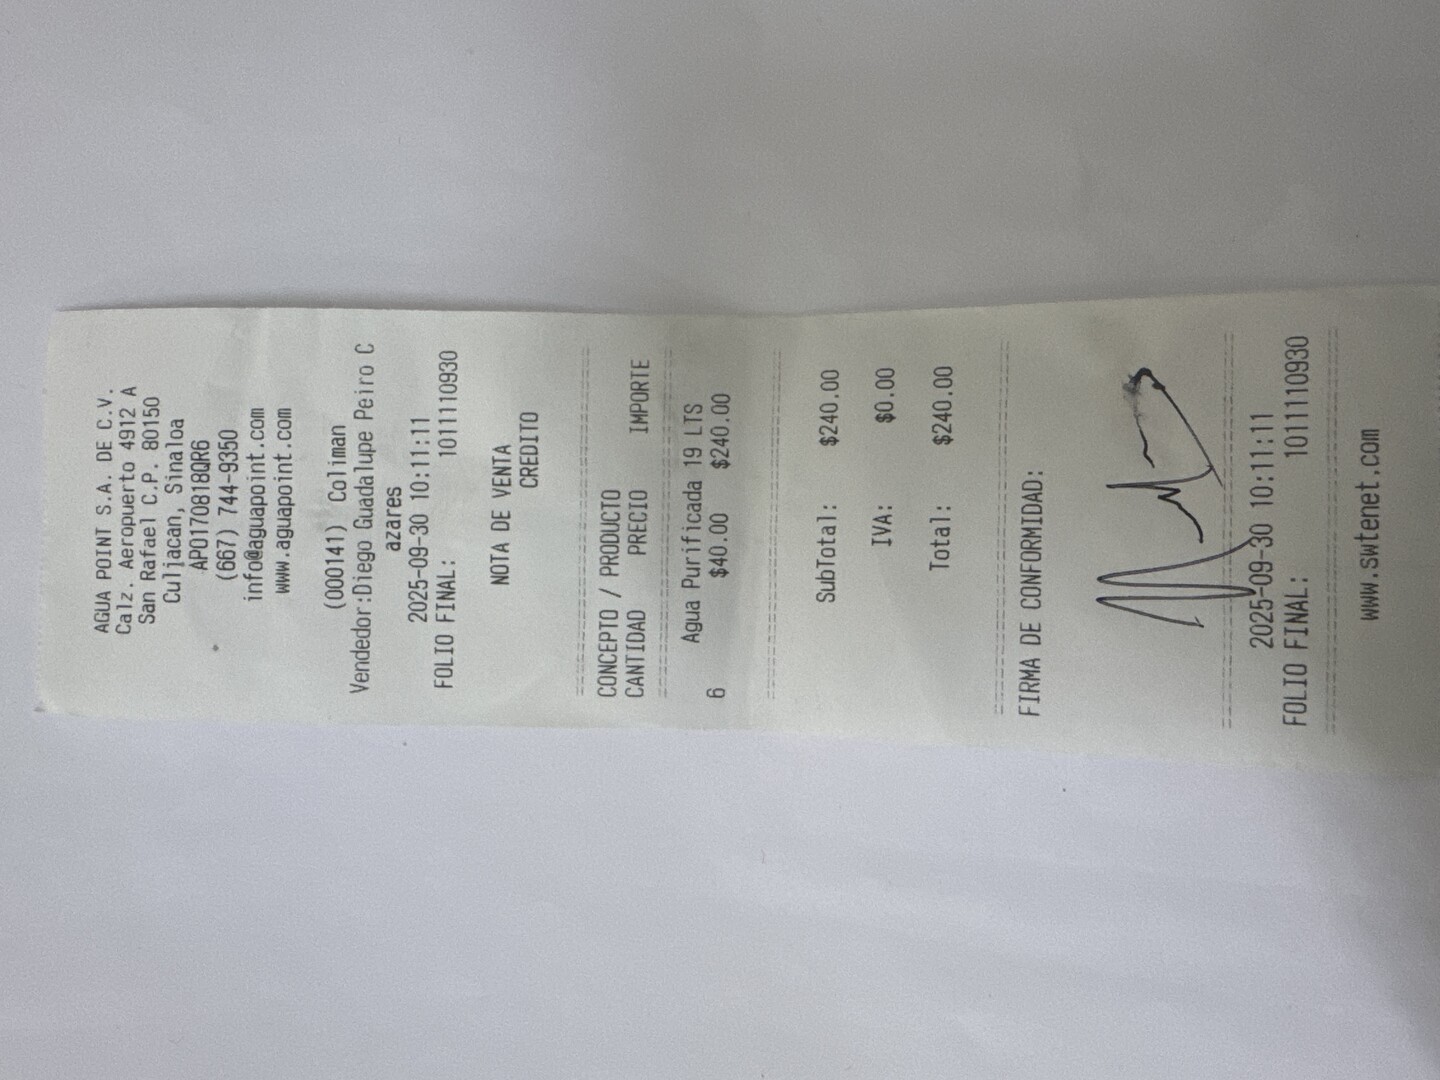 AGUA POINT S.A. DE C.V.
Calz. Aeropuerto 4912 A
San Rafael C.P. 80150
Culiacan, Sinaloa
APO170818QR6
(667) 744-9350
info@aguapoint.com
www.aguapoint.com
(000141) Coliman
Vendedor:Diego Guadalupe Peiro C
azares
2025-09-30 10:11:11
FOLIO FINAL: 1011110930
NOTA DE VENTA
CREDITO
CONCEPTO / PRODUCTO
CANTIDAD PRECIO IMPORTE
Agua Purificada 19 LTS
6 $40.00 $240.00
SubTotal: $240.00
IVA: $0.00
Total: $240.00
FIRMA DE CONFORMIDAD:
2025-09-30 10:11:11
FOLIO FINAL: 1011110930
www.swtenet.com